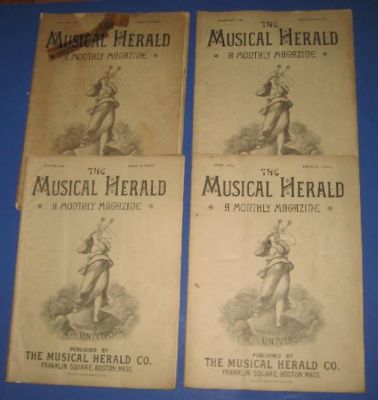 THE
MUSICAL HERALD
A MONTHLY MAGAZINE
THE
MUSICAL HERALD
A MONTHLY MAGAZINE
THE
MUSICAL HERALD
A MONTHLY MAGAZINE
UNIVERSAL
PUBLISHED BY
THE MUSICAL HERALD CO.
FRANKLIN SQUARE, BOSTON, MASS.
THE
MUSICAL HERALD
A MONTHLY MAGAZINE
UNIVERSAL
PUBLISHED BY
THE MUSICAL HERALD CO.
FRANKLIN SQUARE, BOSTON, MASS.